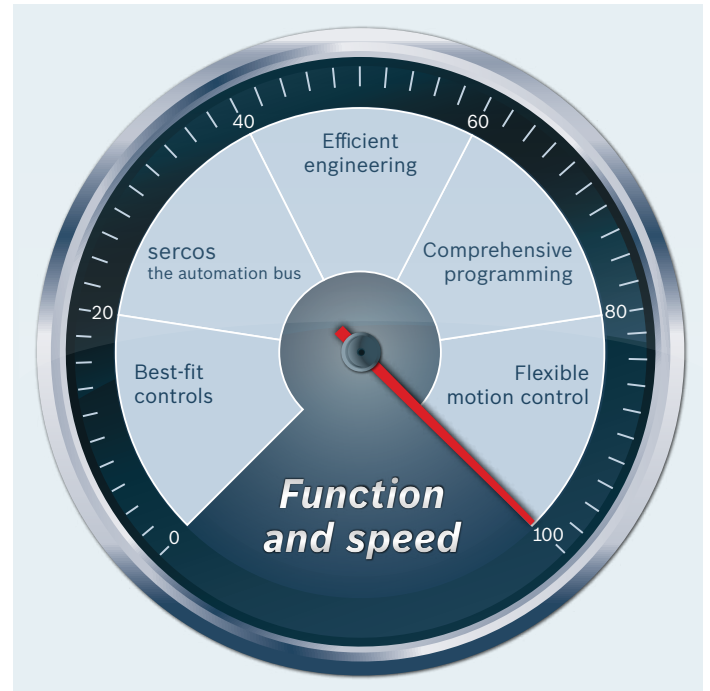 40
60
Efficient
engineering
sercos
the automation bus
Comprehensive
programming
20
80
Best-fit
controls
Flexible
motion control
Function
and speed
0
100